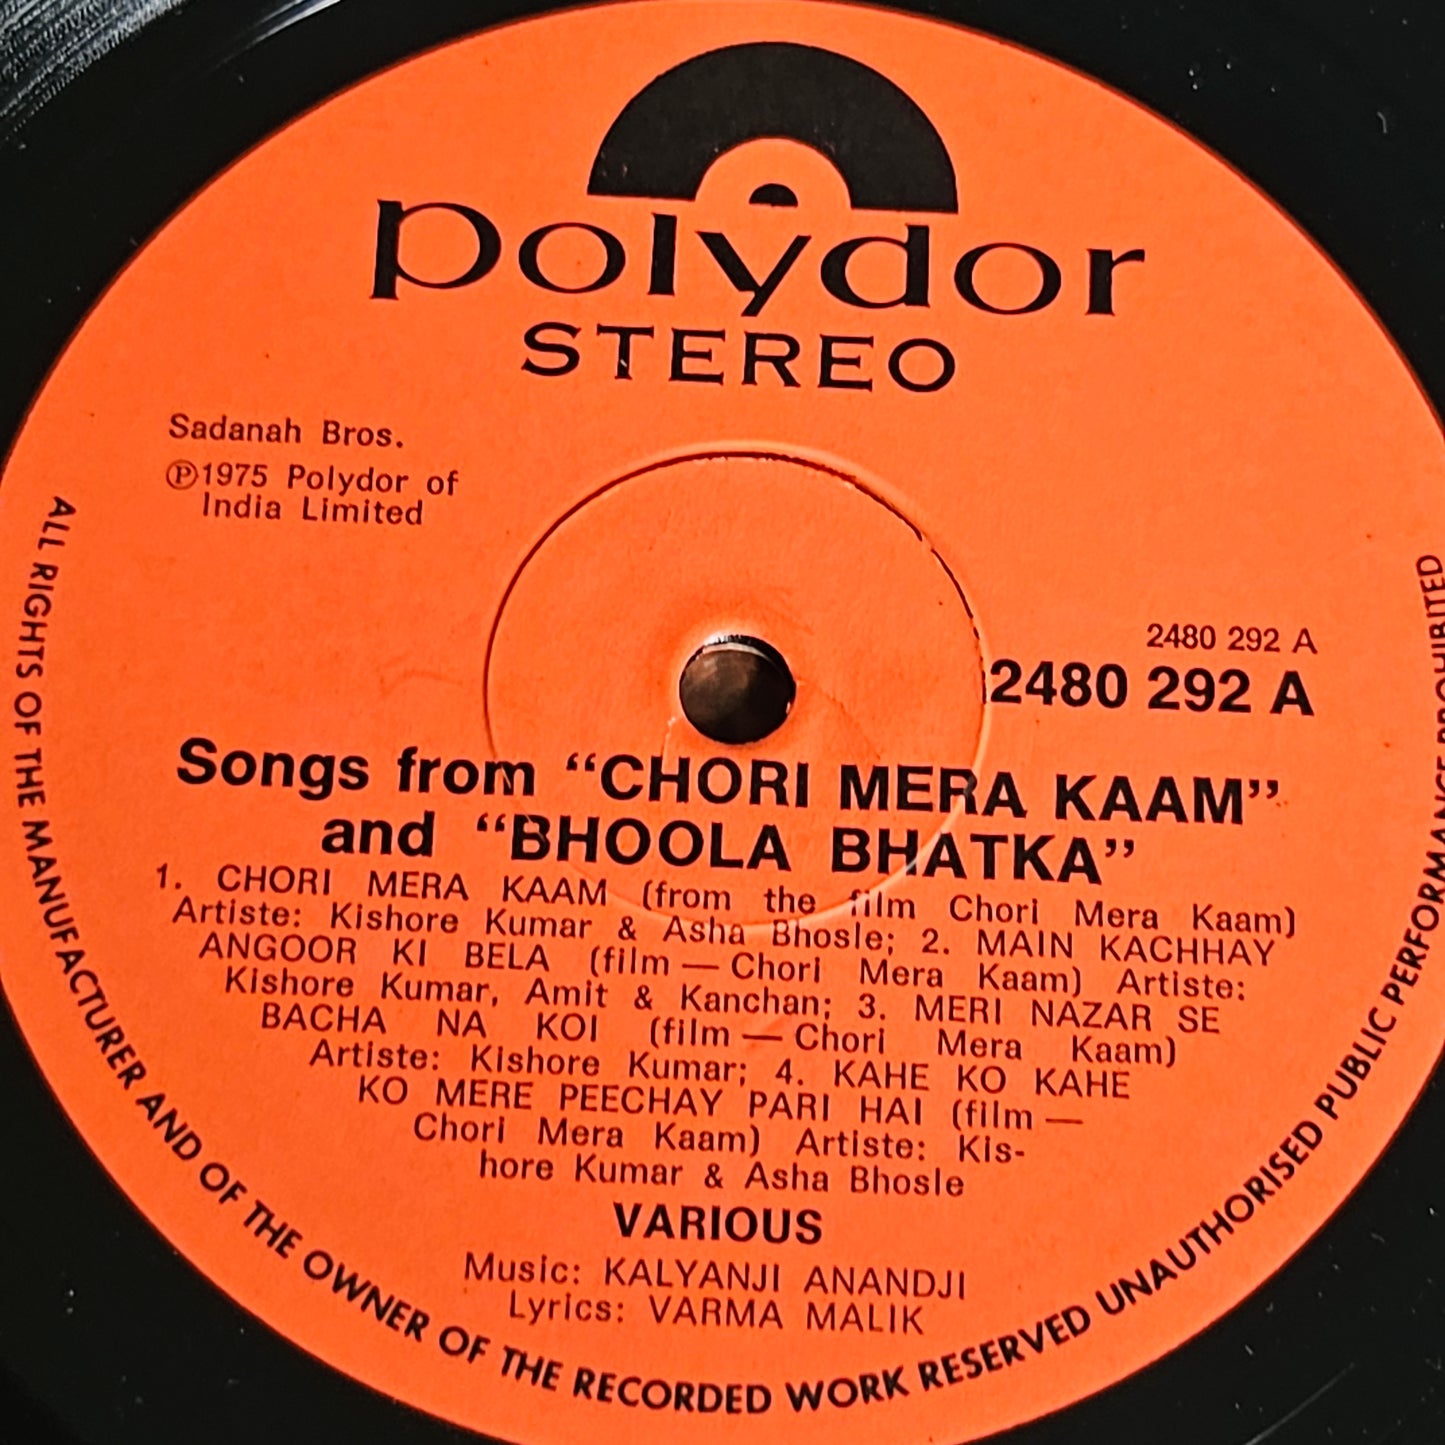 polydor
STEREO
Sadanah Bros.
℗1975 Polydor of
India Limited
2480 292 A
2480 292 A
Songs from “CHORI MERA KAAM”
and “BHOOLA BHATKA”
1. CHORI MERA KAAM (from the film Chori Mera Kaam)
Artiste: Kishore Kumar & Asha Bhosle; 2. MAIN KACHHAY
ANGOOR KI BELA (film — Chori Mera Kaam) Artiste:
Kishore Kumar, Amit & Kanchan; 3. MERI NAZAR SE
BACHA NA KOI (film — Chori Mera Kaam)
Artiste: Kishore Kumar; 4. KAHE KO KAHE
KO MERE PEECHAY PARI HAI (film —
Chori Mera Kaam) Artiste: Kis-
hore Kumar & Asha Bhosle
VARIOUS
Music: KALYANJI ANANDJI
Lyrics: VARMA MALIK
ALL RIGHTS OF THE MANUFACTURER AND OF THE OWNER OF THE RECORDED WORK RESERVED UNAUTHORISED PUBLIC PERFORMANCE PROHIBITED